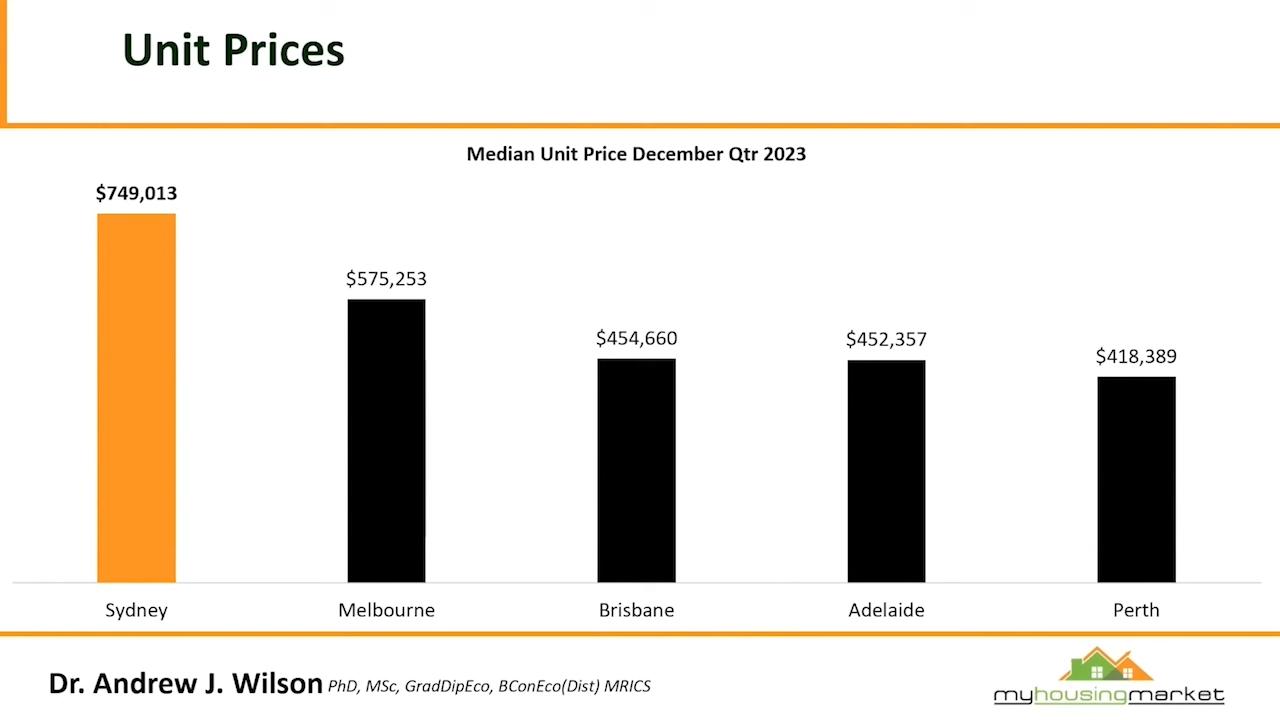 Unit Prices
Median Unit Price December Qtr 2023
$749,013
$575,253
$454,660
$452,357
$418,389
Sydney
Melbourne
Brisbane
Adelaide
Perth
Dr. Andrew J. Wilson PhD, MSc, GradDipEco, BConEco(Dist) MRICS
myhousingmarket